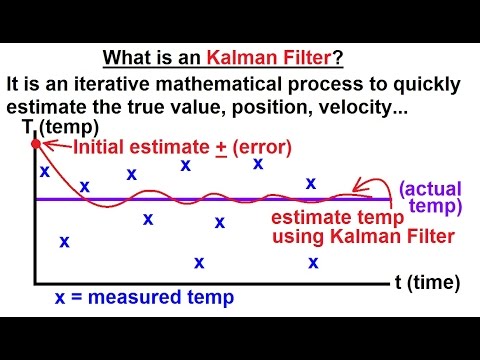 What is an Kalman Filter?
It is an iterative mathematical process to quickly
estimate the true value, position, velocity...
T (temp)
Initial estimate ± (error)
x x x x x x
(actual
temp)
estimate temp
using Kalman Filter
x x x x x
t (time)
x = measured temp